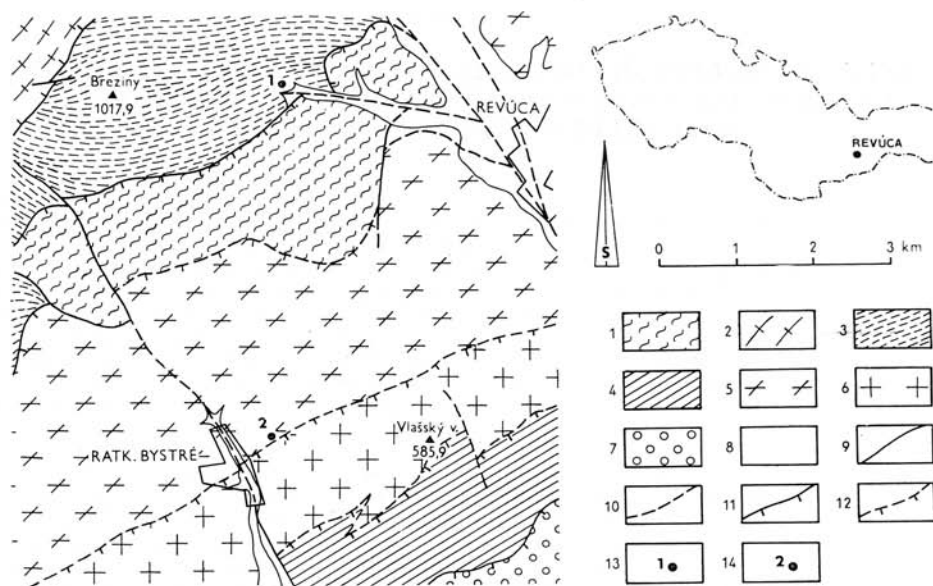 Březiny
1017,9
1
REVÚCA
2
RATK. BYSTRÉ
Vlašský v.
585,9
REVÚCA
S
0 1 2 3 km
1 2 3
4 5 6
7 8 9
10 11 12
13 1 14 2